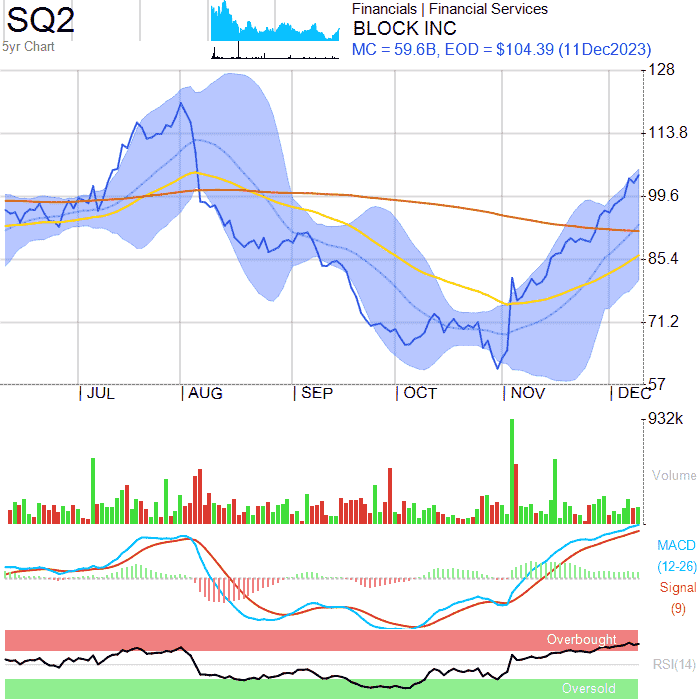 SQ2
5yr Chart
Financials | Financial Services
BLOCK INC
MC = 59.6B, EOD = $104.39 (11Dec2023)
128
113.8
99.6
85.4
71.2
57
JUL
AUG
SEP
OCT
NOV
DEC
932k
Volume
MACD
(12-26)
Signal
(9)
Overbought
RSI(14)
Oversold